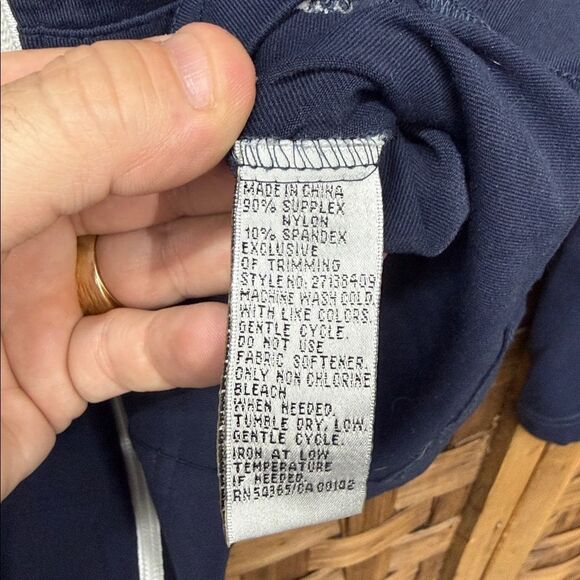 MADE IN CHINA
90% SUPPLEX
NYLON
10% SPANDEX
EXCLUSIVE
OF TRIMMING
STYLE NO: 27138409
MACHINE WASH COLD.
WITH LIKE COLORS.
GENTLE CYCLE.
DO NOT USE
FABRIC SOFTENER.
ONLY NON CHLORINE
BLEACH
WHEN NEEDED.
TUMBLE DRY, LOW.
GENTLE CYCLE.
IRON AT LOW
TEMPERATURE
IF NEEDED.
RN 50365/CA 00102